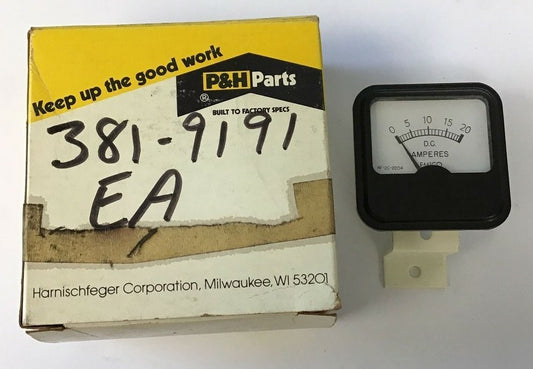 Keep up the good work
P&H Parts
®
BUILT TO FACTORY SPECS
381-9191
EA
Harnischfeger Corporation, Milwaukee, WI 53201
0 5 10 15 20
D.C.
AMPERES